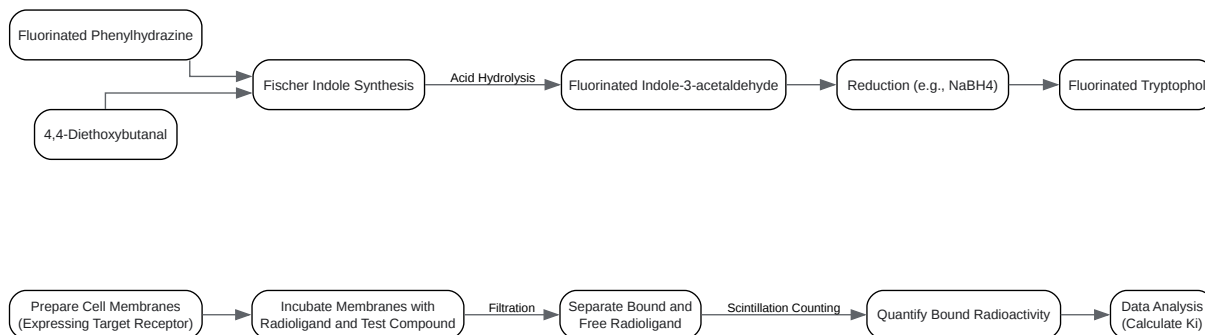 Fluorinated Phenylhydrazine
4,4-Diethoxybutanal
Fischer Indole Synthesis
Acid Hydrolysis
Fluorinated Indole-3-acetaldehyde
Reduction (e.g., NaBH4)
Fluorinated Tryptophol
Prepare Cell Membranes
(Expressing Target Receptor)
Incubate Membranes with
Radioligand and Test Compound
Filtration
Separate Bound and
Free Radioligand
Scintillation Counting
Quantify Bound Radioactivity
Data Analysis
(Calculate Ki)